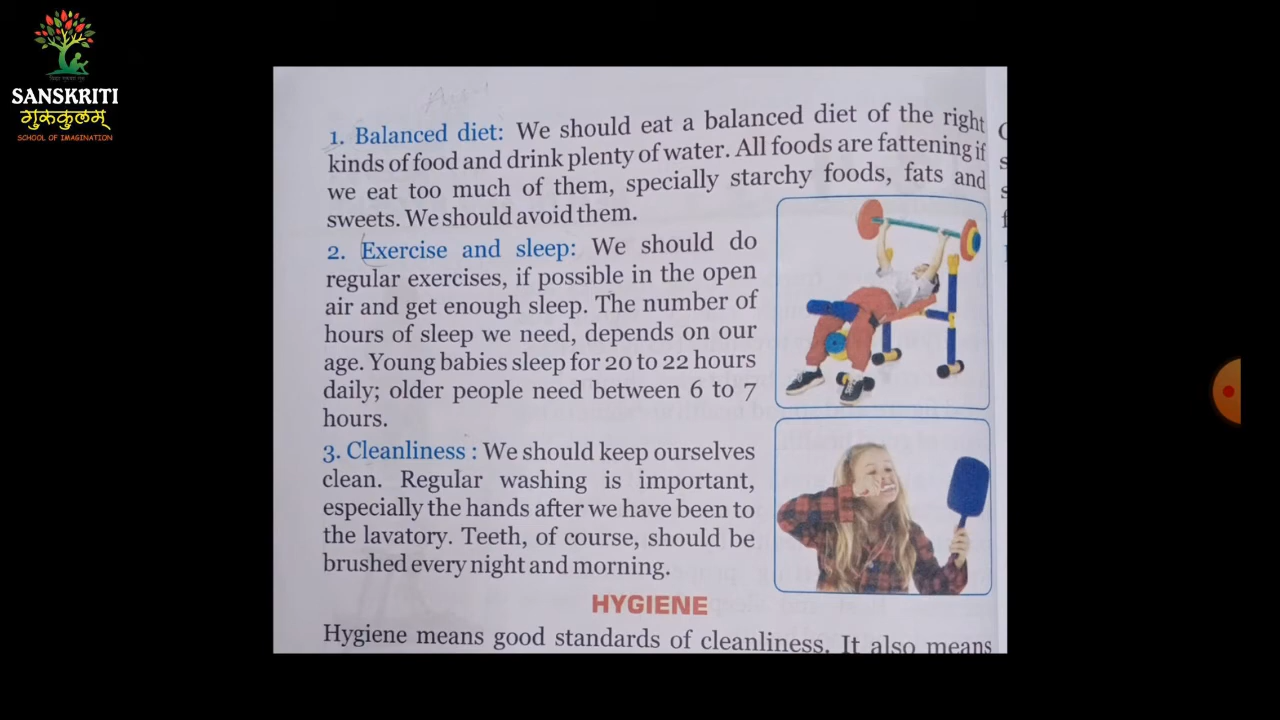 SANSKRITI
गुरुकुलम्
SCHOOL OF IMAGINATION
1. Balanced diet: We should eat a balanced diet of the right
kinds of food and drink plenty of water. All foods are fattening if
we eat too much of them, specially starchy foods, fats and
sweets. We should avoid them.
2. Exercise and sleep: We should do
regular exercises, if possible in the open
air and get enough sleep. The number of
hours of sleep we need, depends on our
age. Young babies sleep for 20 to 22 hours
daily; older people need between 6 to 7
hours.
3. Cleanliness : We should keep ourselves
clean. Regular washing is important,
especially the hands after we have been to
the lavatory. Teeth, of course, should be
brushed every night and morning.
HYGIENE
Hygiene means good standards of cleanliness. It also means